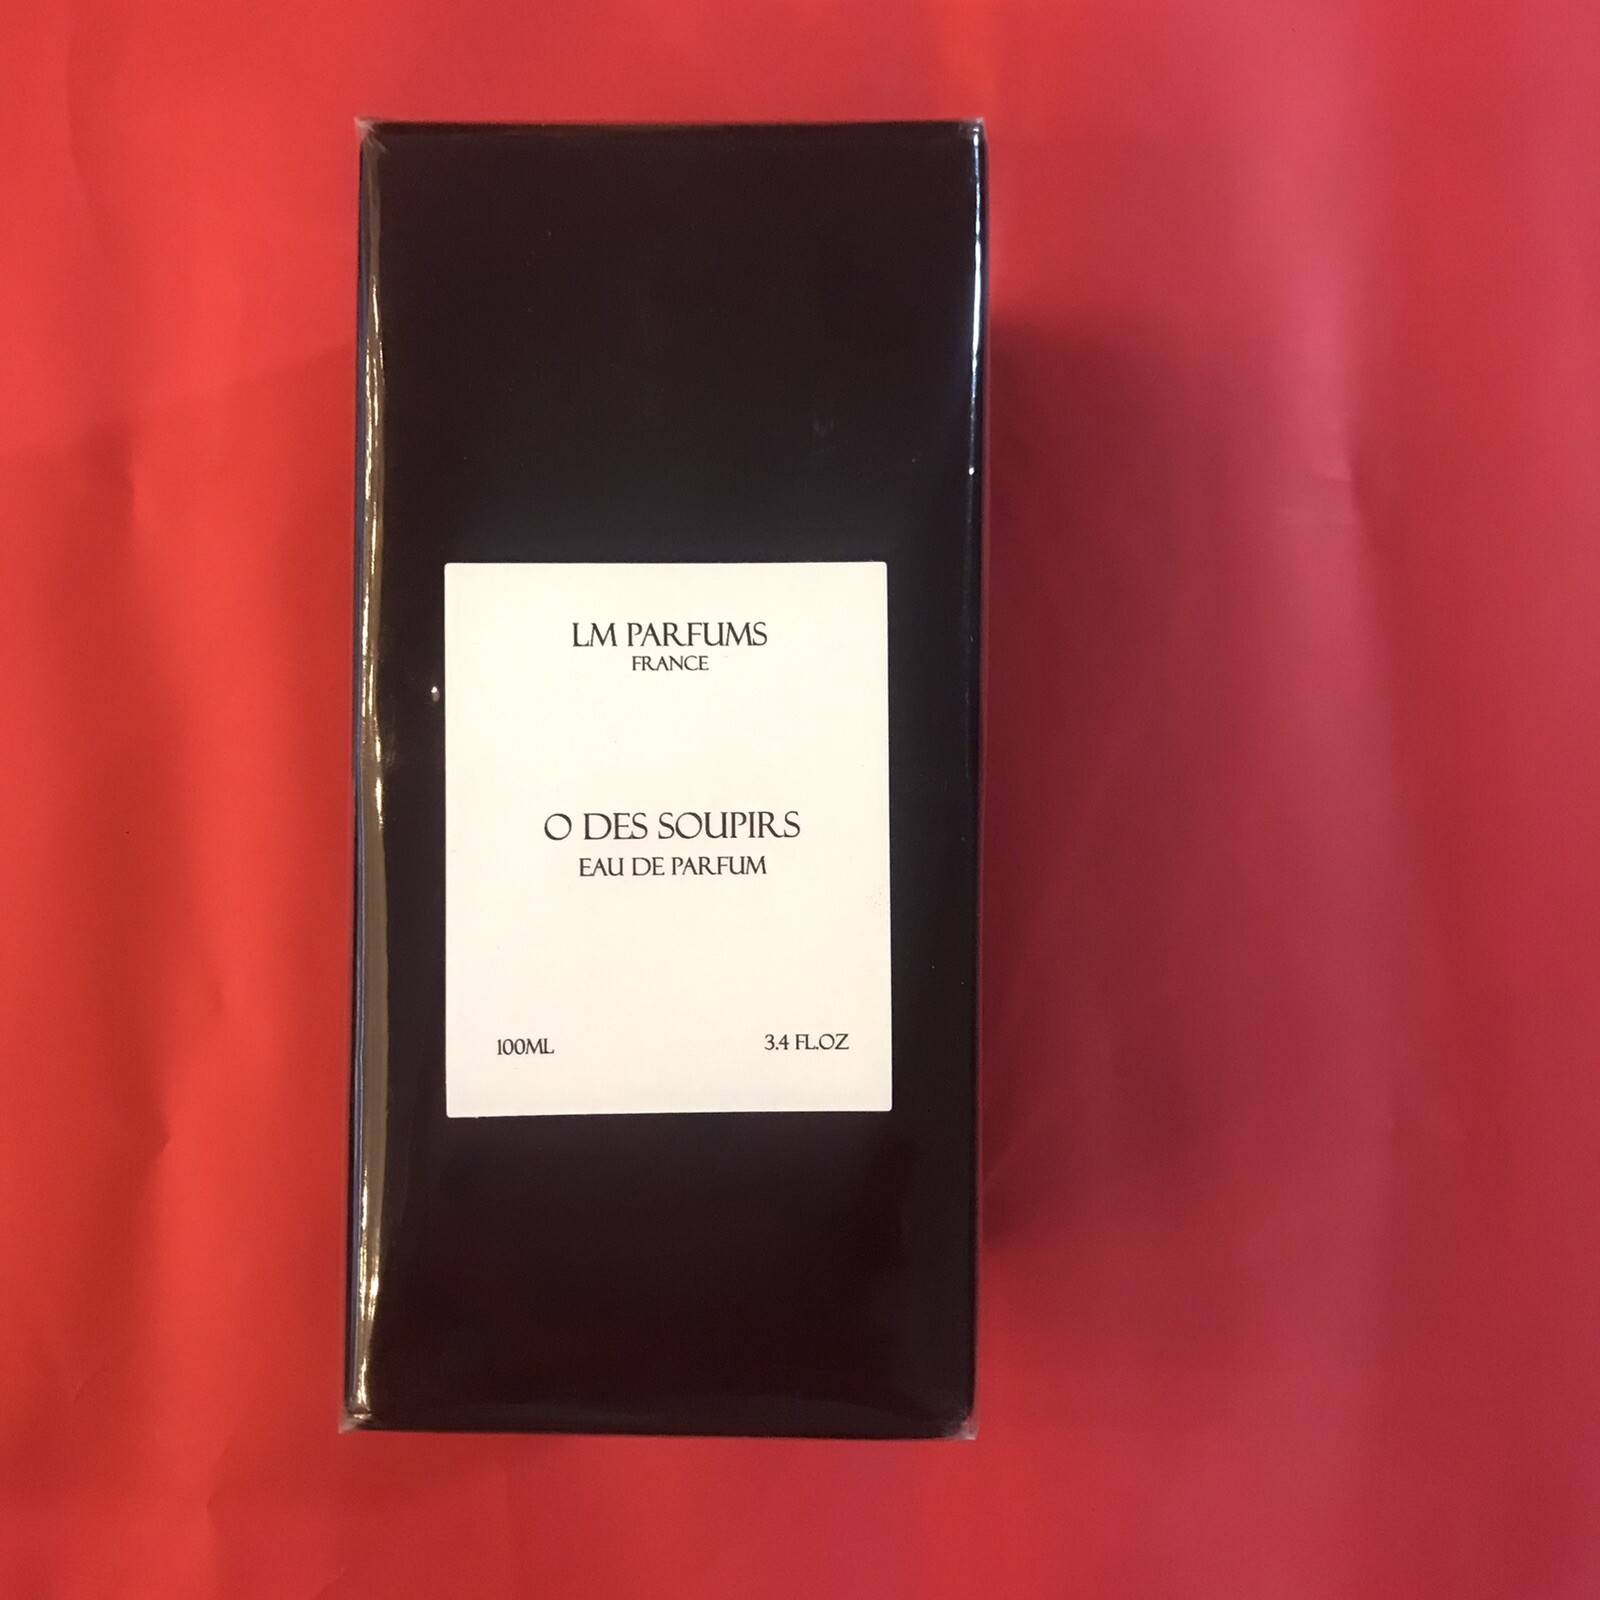 LM PARFUMS
FRANCE
O DES SOUPIRS
EAU DE PARFUM
100ML 3.4 FL.OZ